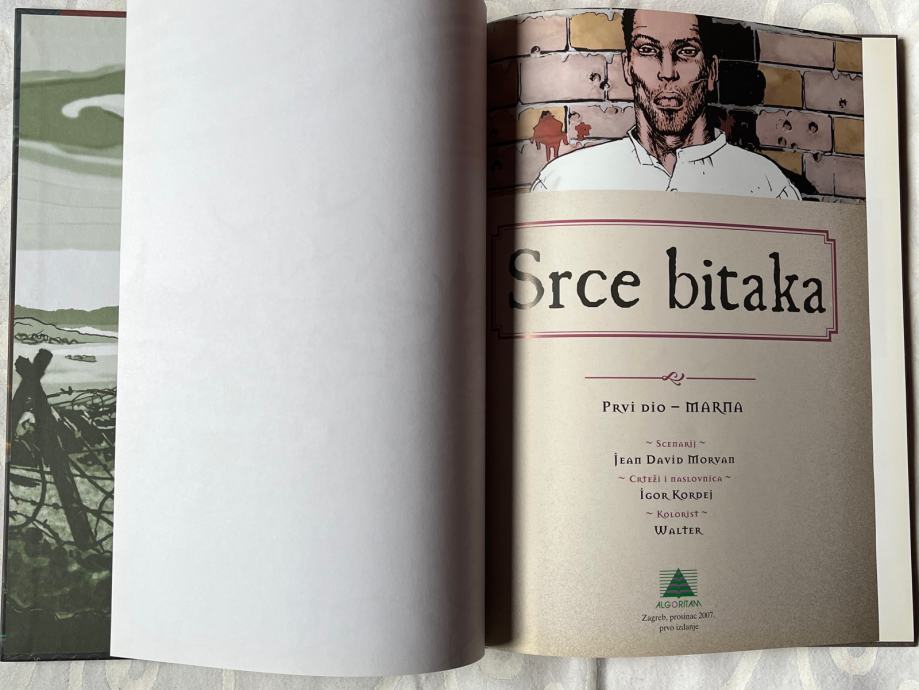 Srce bitaka
Prvi dio – MARNA
~ Scenarij ~
Jean David Morvan
~ Crteži i naslovnica ~
Igor Kordej
~ Kolorist ~
Walter
ALGORITAM
Zagreb, prosinac 2007.
prvo izdanje